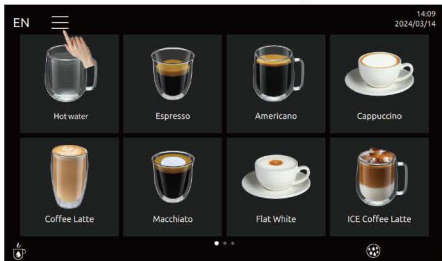 EN
14:09
2024/03/14
Hot water
Espresso
Americano
Cappuccino
Coffee Latte
Macchiato
Flat White
ICE Coffee Latte